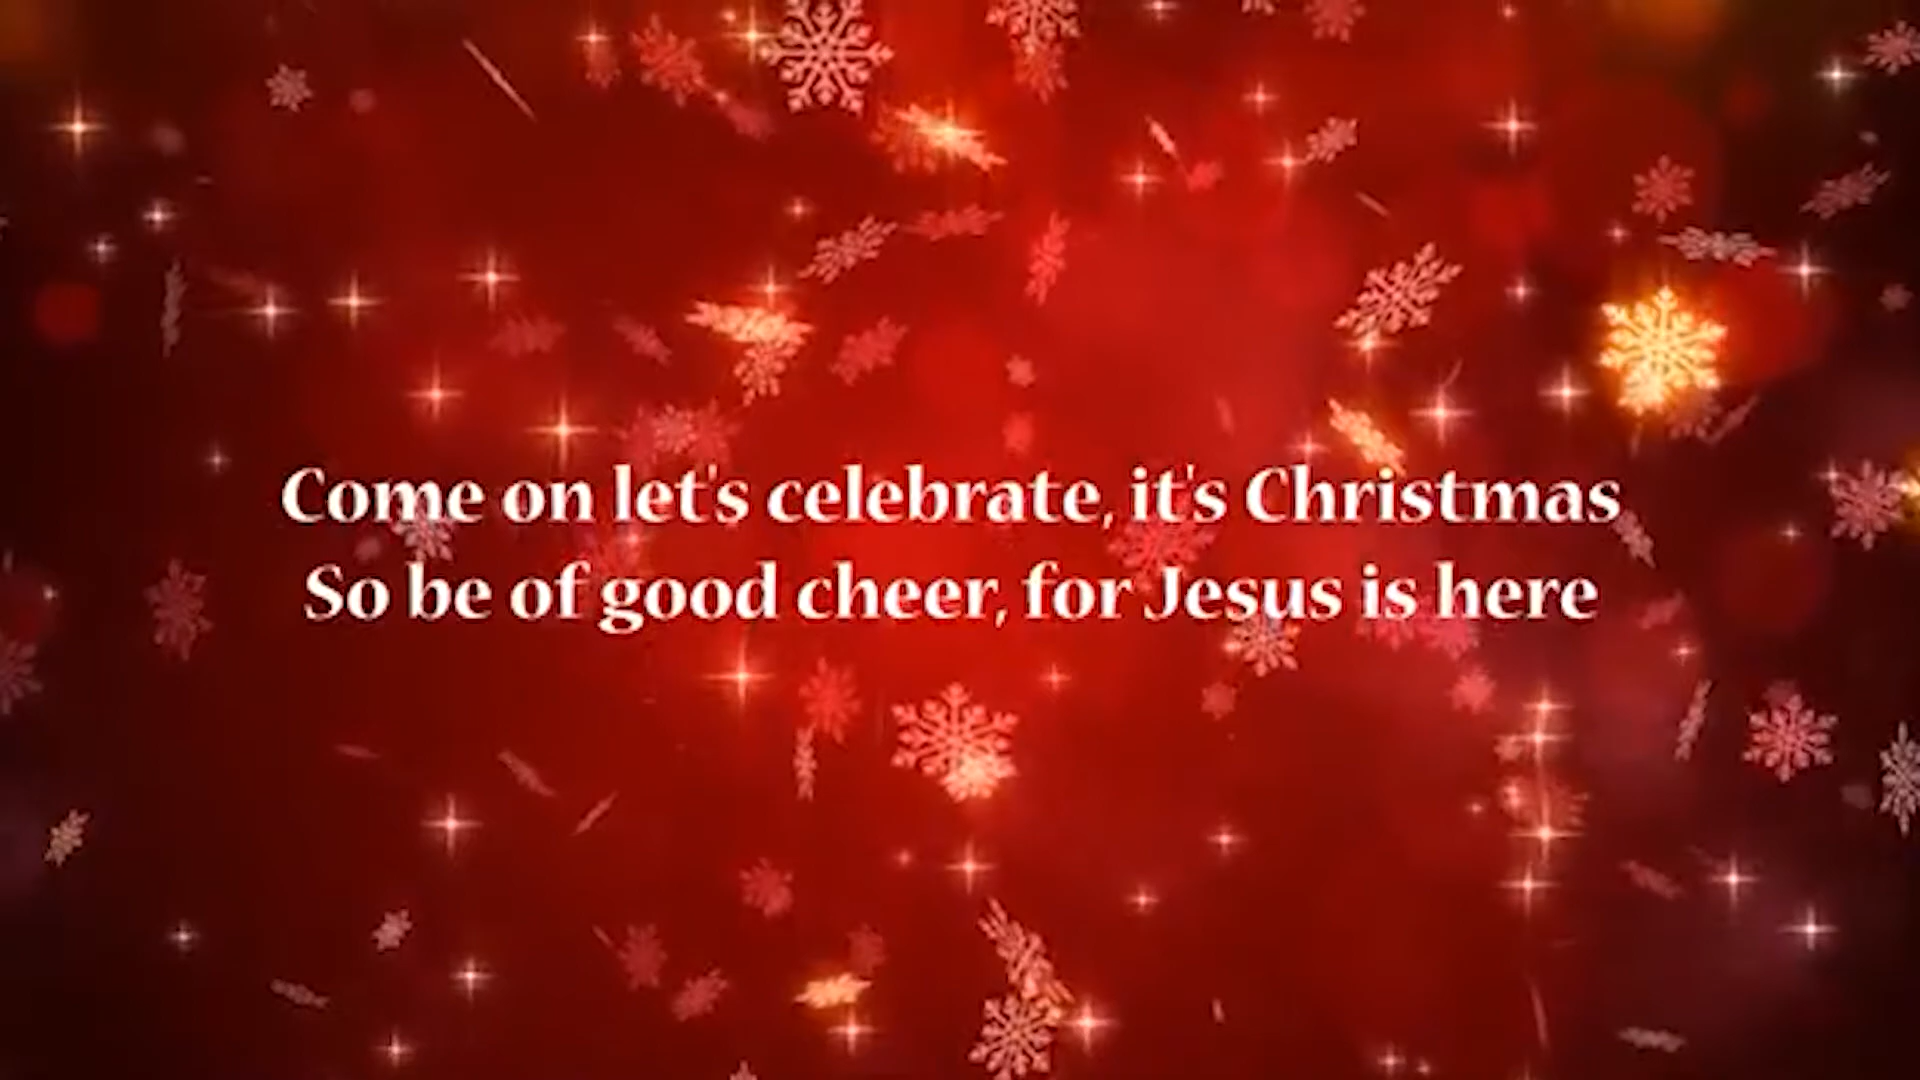 Come on let's celebrate, it's Christmas
So be of good cheer, for Jesus is here